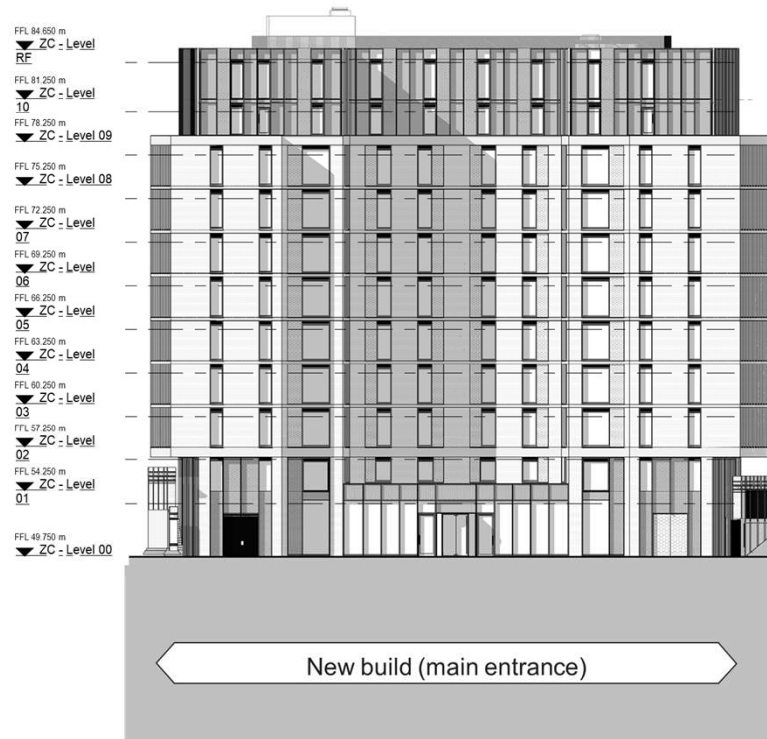 FFL 84.650 m
ZC - Level
RF
FFL 81.250 m
ZC - Level
10
FFL 78.250 m
ZC - Level 09
FFL 75.250 m
ZC - Level 08
FFL 72.250 m
ZC - Level
07
FFL 69.250 m
ZC - Level
06
FFL 66.250 m
ZC - Level
05
FFL 63.250 m
ZC - Level
04
FFL 60.250 m
ZC - Level
03
FFL 57.250 m
ZC - Level
02
FFL 54.250 m
ZC - Level
01
FFL 49.750 m
ZC - Level 00
New build (main entrance)